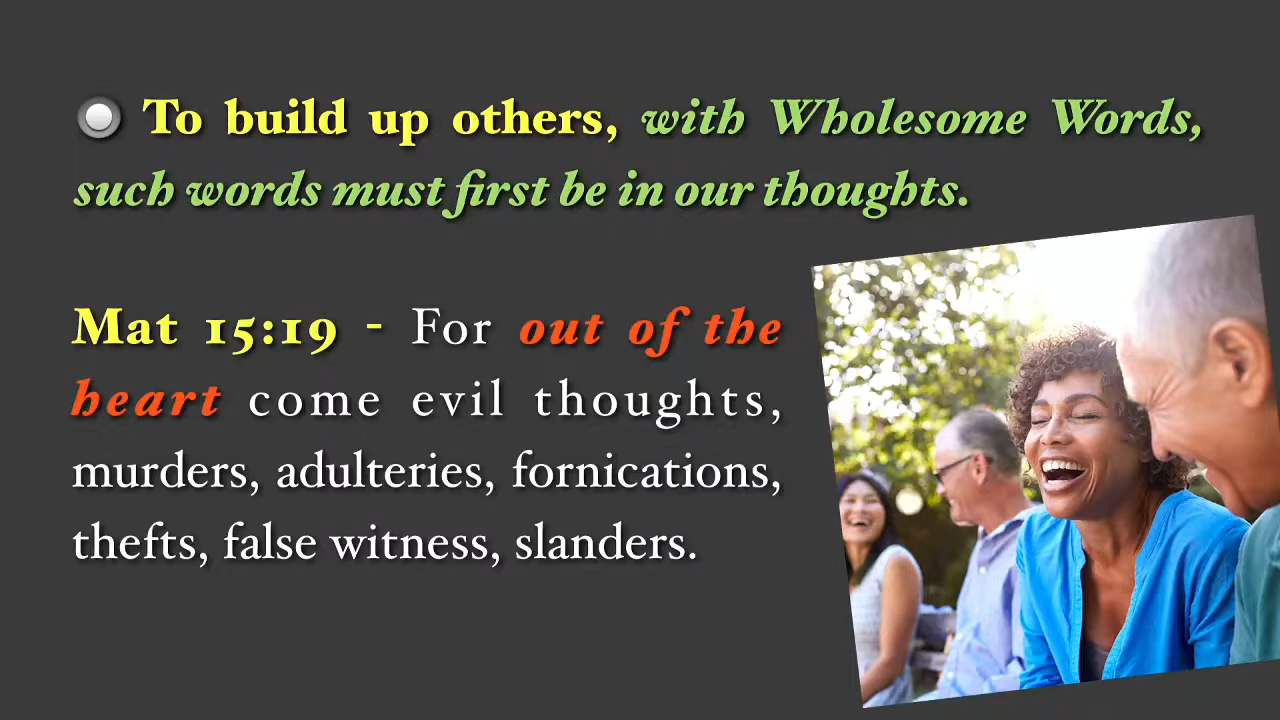 To build up others, with Wholesome Words,
such words must first be in our thoughts.
Mat 15:19 - For out of the
heart come evil thoughts,
murders, adulteries, fornications,
thefts, false witness, slanders.